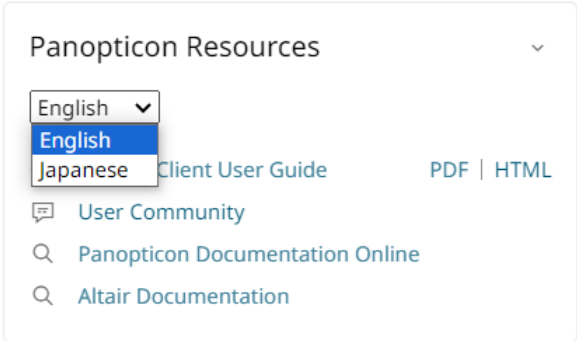 Panopticon Resources
English
English
Japanese
Client User Guide PDF | HTML
User Community
Panopticon Documentation Online
Altair Documentation